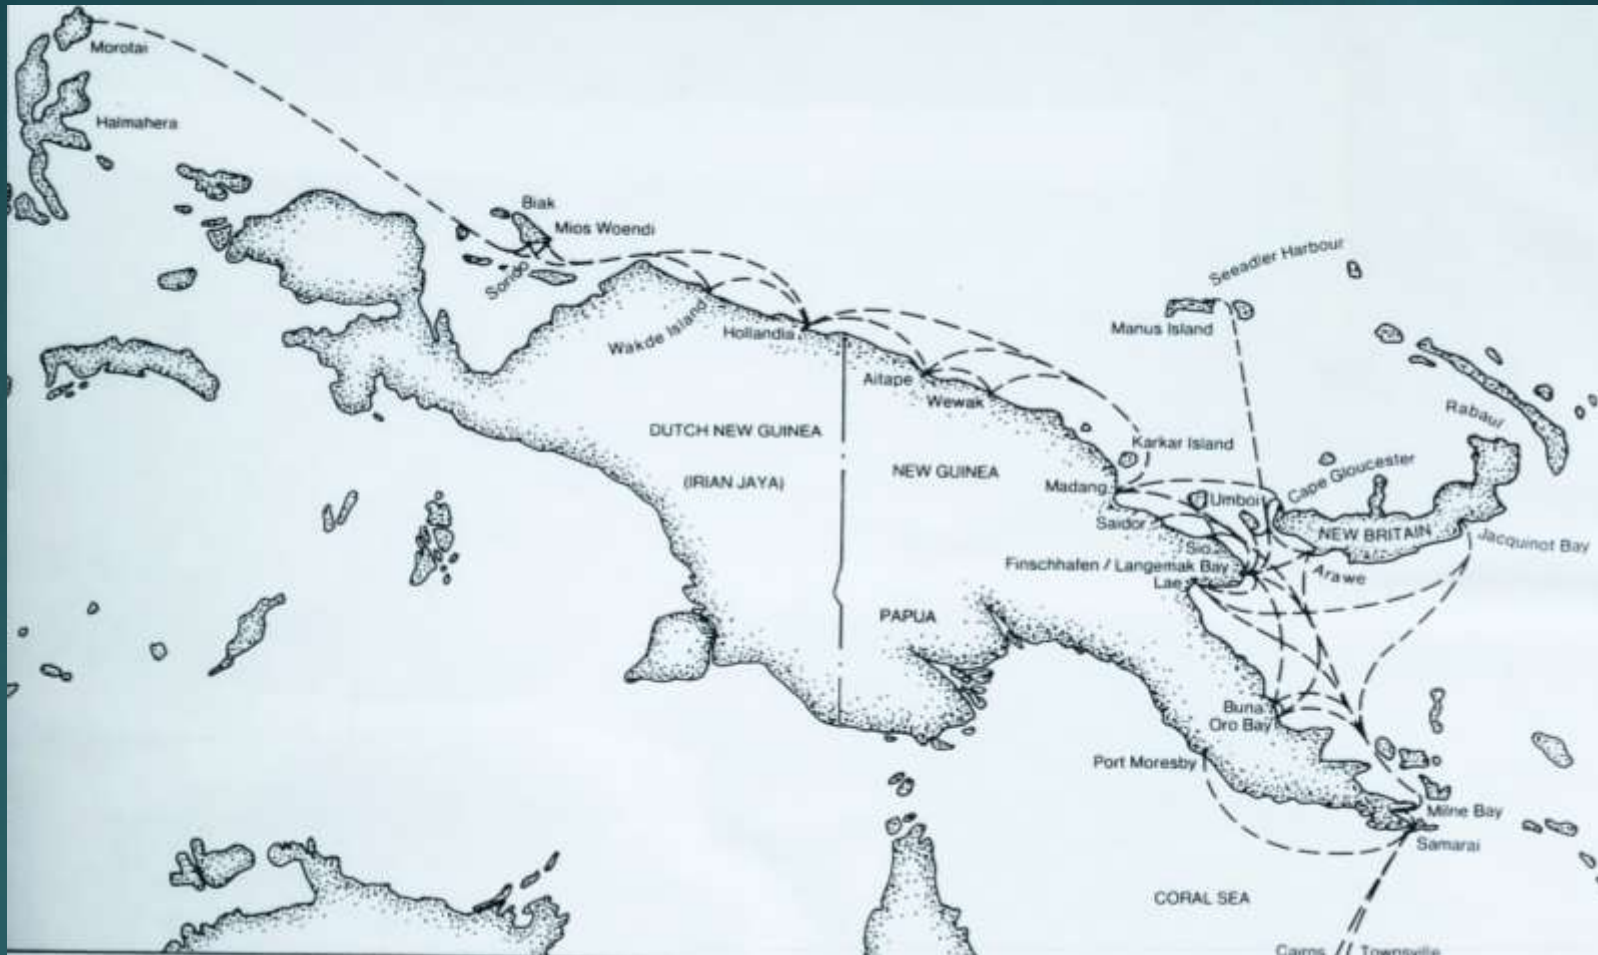 Morotai
Halmahera
Biak
Mios Woendi
Sorido
Seeadler Harbour
Wakde Island
Hollandia
Manus Island
Aitape
Wewak
Rabaul
DUTCH NEW GUINEA
(IRIAN JAYA)
NEW GUINEA
Karkar Island
Madang
Umboi
Cape Gloucester
Saidor
NEW BRITAIN
Jacquinot Bay
Sio
Finschhafen / Langemak Bay
Arawe
Lae
PAPUA
Buna
Oro Bay
Port Moresby
Milne Bay
Samarai
CORAL SEA
Cairns
Townsville